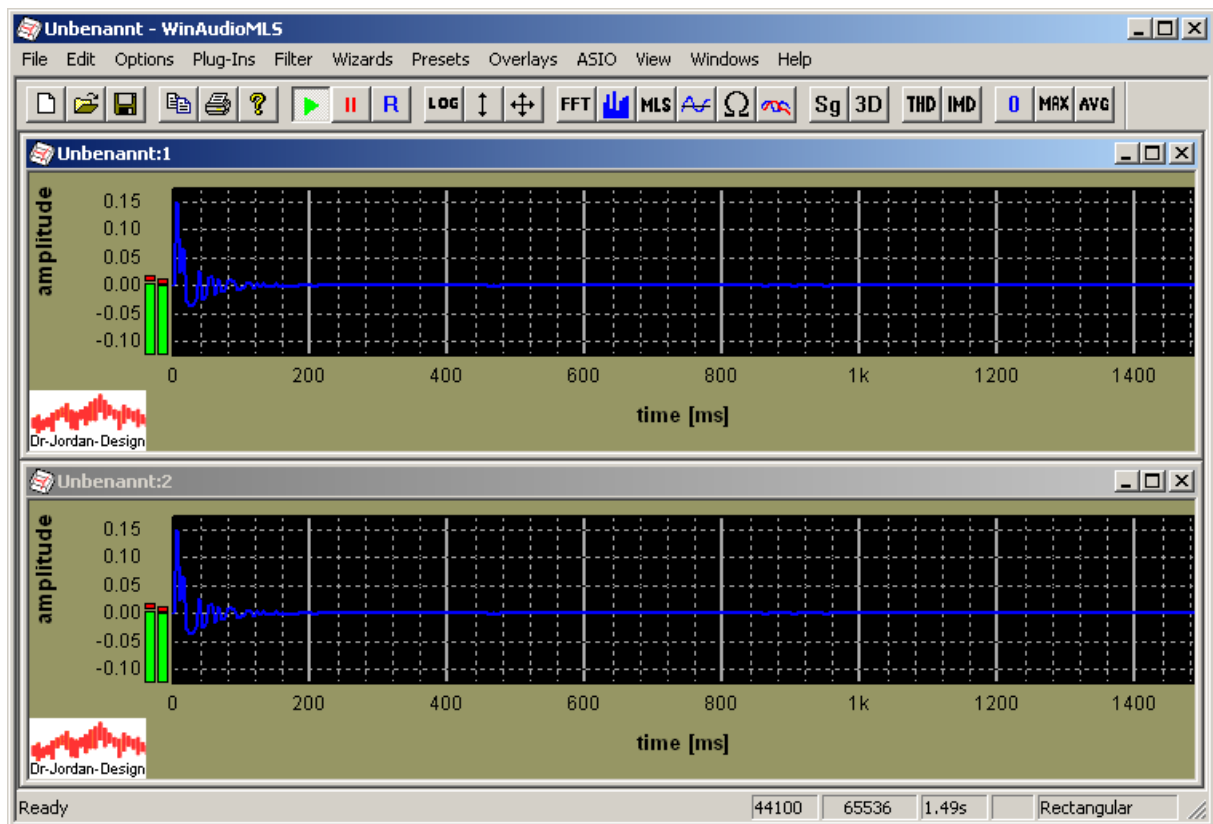 Unbenannt - WinAudioMLS
File Edit Options Plug-Ins Filter Wizards Presets Overlays ASIO View Windows Help
R LOG FFT MLS Ω Sg 3D THD IMD 0 MAX AVG
Unbenannt:1
amplitude
0.15
0.10
0.05
0.00
-0.05
-0.10
0 200 400 600 800 1k 1200 1400
time [ms]
Dr-Jordan-Design
Unbenannt:2
amplitude
0.15
0.10
0.05
0.00
-0.05
-0.10
0 200 400 600 800 1k 1200 1400
time [ms]
Dr-Jordan-Design
Ready 44100 65536 1.49s Rectangular